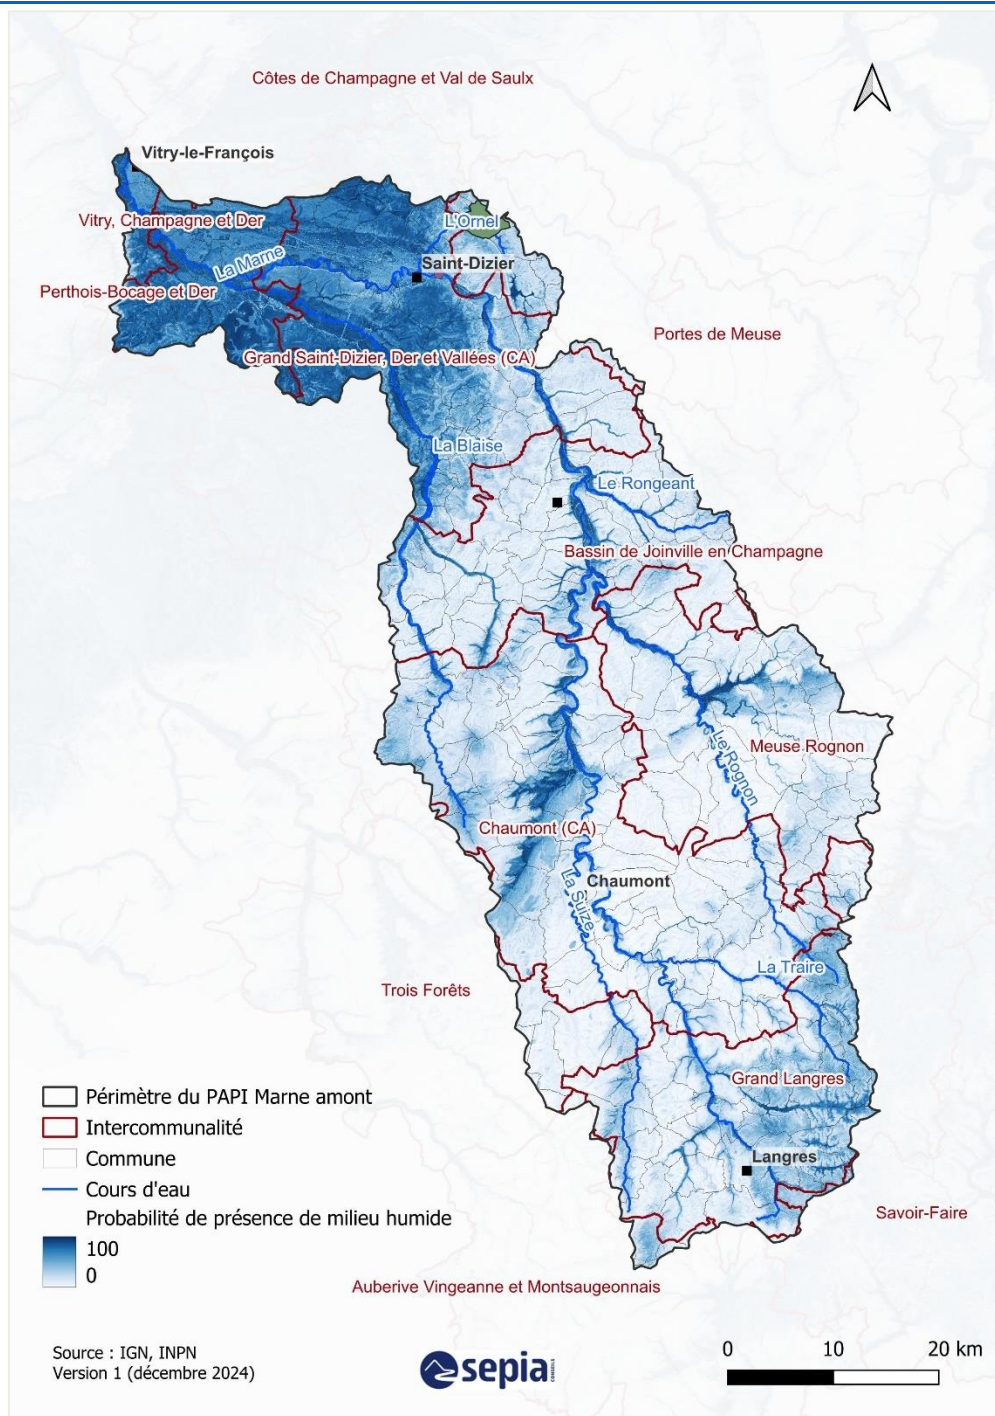 Côtes de Champagne et Val de Saulx
Vitry-le-François
Vitry, Champagne et Der
L'Ornel
La Marne
Saint-Dizier
Perthois-Bocage et Der
Portes de Meuse
Grand Saint-Dizier, Der et Vallées (CA)
La Blaise
Le Rongeant
Bassin de Joinville en Champagne
Meuse Rognon
Le Rognon
Chaumont (CA)
Chaumont
La Suize
La Traire
Trois Forêts
Grand Langres
Langres
Savoir-Faire
Auberive Vingeanne et Montsaugeonnais
Périmètre du PAPI Marne amont
Intercommunalité
Commune
Cours d'eau
Probabilité de présence de milieu humide
100
0
Source : IGN, INPN
Version 1 (décembre 2024)
sepia
CONSEILS
0 10 20 km